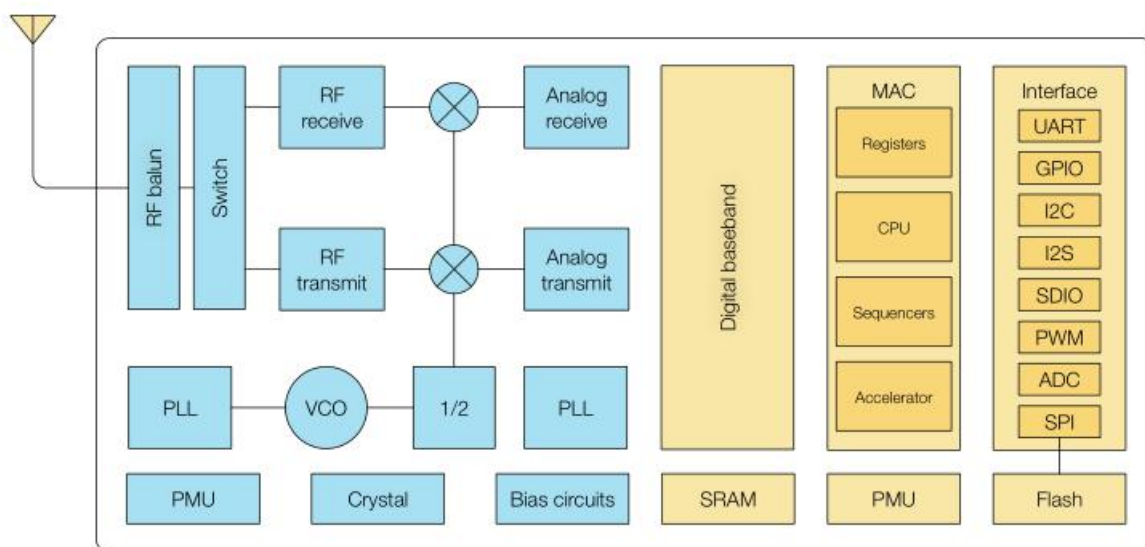 RF balun
Switch
RF
receive
Analog
receive
RF
transmit
Analog
transmit
PLL
VCO
1/2
PLL
PMU
Crystal
Bias circuits
Digital baseband
SRAM
MAC
Registers
CPU
Sequencers
Accelerator
PMU
Interface
UART
GPIO
I2C
I2S
SDIO
PWM
ADC
SPI
Flash